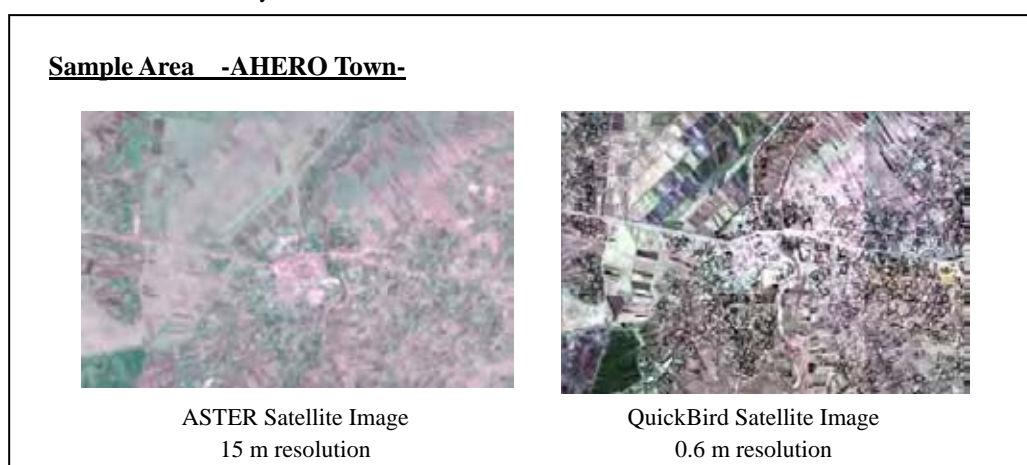 Sample Area -AHERO Town-
ASTER Satellite Image
15 m resolution
QuickBird Satellite Image
0.6 m resolution